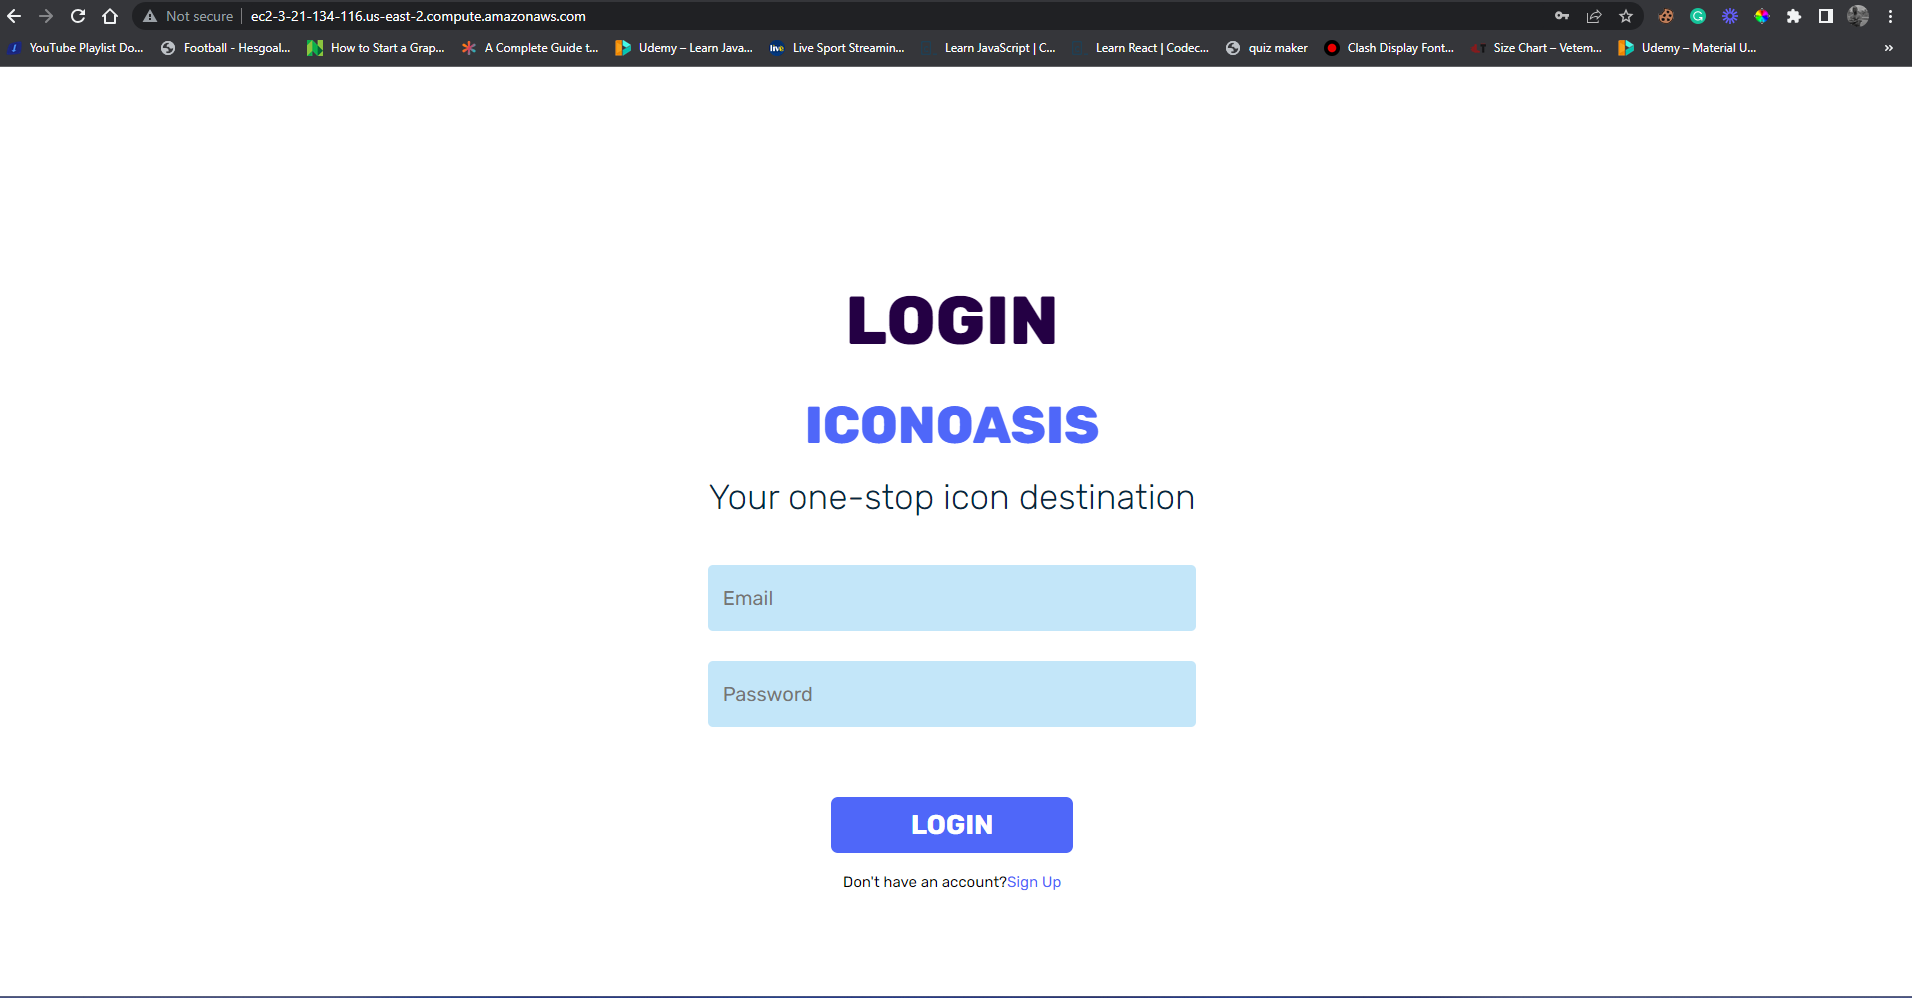 Not secure ec2-3-21-134-116.us-east-2.compute.amazonaws.com
YouTube Playlist Do... Football - Hesgoal... How to Start a Grap... A Complete Guide t... Udemy – Learn Java... live Live Sport Streamin... Learn JavaScript | C... Learn React | Codec... quiz maker Clash Display Font... Size Chart – Vetem... Udemy – Material U... »
LOGIN
ICONOASIS
Your one-stop icon destination
Email
Password
LOGIN
Don't have an account?Sign Up